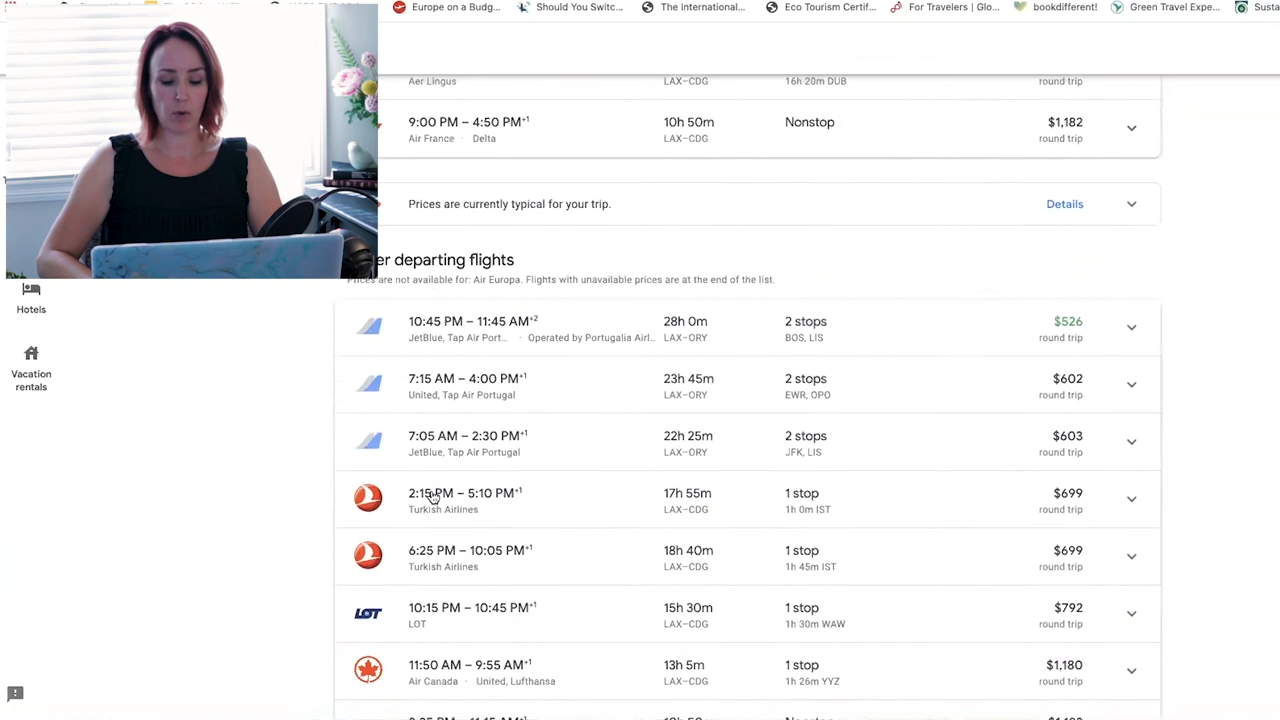 Europe on a Budg...
Should You Switc...
The International...
Eco Tourism Certif...
For Travelers | Glo...
bookdifferent!
Green Travel Expe...
Susta
Aer Lingus
LAX–CDG
16h 20m DUB
round trip
9:00 PM – 4:50 PM+1
10h 50m
Nonstop
$1,182
Air France · Delta
LAX–CDG
round trip
Prices are currently typical for your trip.
Details
er departing flights
Prices are not available for: Air Europa. Flights with unavailable prices are at the end of the list.
Hotels
Vacation
rentals
10:45 PM – 11:45 AM+2
28h 0m
2 stops
$526
JetBlue, Tap Air Port... · Operated by Portugalia Airl..
LAX–ORY
BOS, LIS
round trip
7:15 AM – 4:00 PM+1
23h 45m
2 stops
$602
United, Tap Air Portugal
LAX–ORY
EWR, OPO
round trip
7:05 AM – 2:30 PM+1
22h 25m
2 stops
$603
JetBlue, Tap Air Portugal
LAX–ORY
JFK, LIS
round trip
2:15 PM – 5:10 PM+1
17h 55m
1 stop
$699
Turkish Airlines
LAX–CDG
1h 0m IST
round trip
6:25 PM – 10:05 PM+1
18h 40m
1 stop
$699
Turkish Airlines
LAX–CDG
1h 45m IST
round trip
LOT
10:15 PM – 10:45 PM+1
15h 30m
1 stop
$792
LOT
LAX–CDG
1h 30m WAW
round trip
11:50 AM – 9:55 AM+1
13h 5m
1 stop
$1,180
Air Canada · United, Lufthansa
LAX–CDG
1h 26m YYZ
round trip